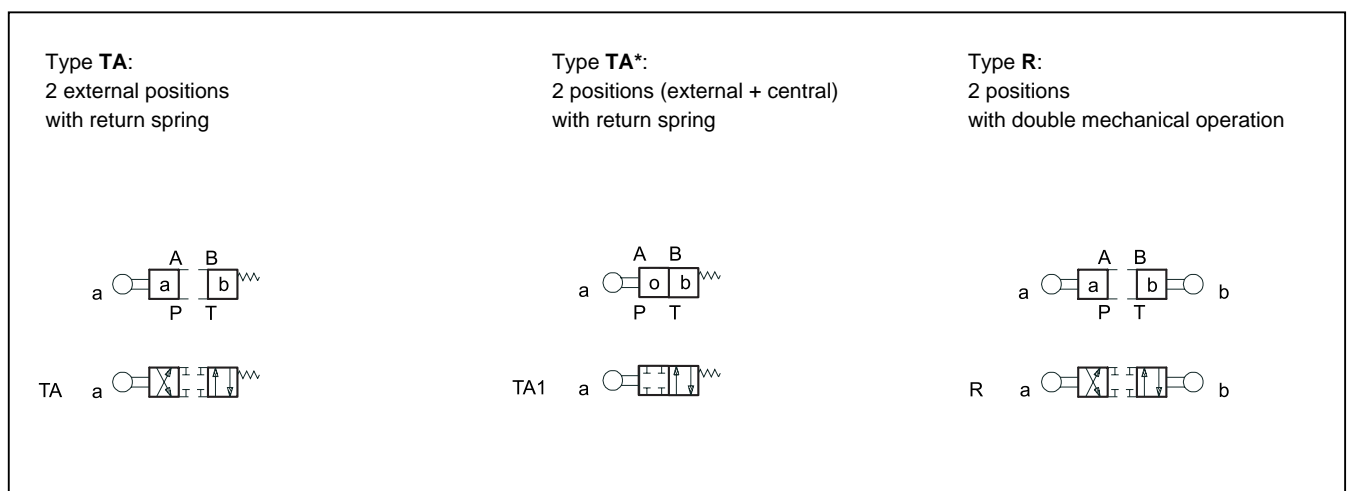 Type TA:
2 external positions
with return spring
Type TA*:
2 positions (external + central)
with return spring
Type R:
2 positions
with double mechanical operation
A B
a a b
P T
A B
a o b
P T
A B
a a b b
P T
TA a
TA1 a
R a b